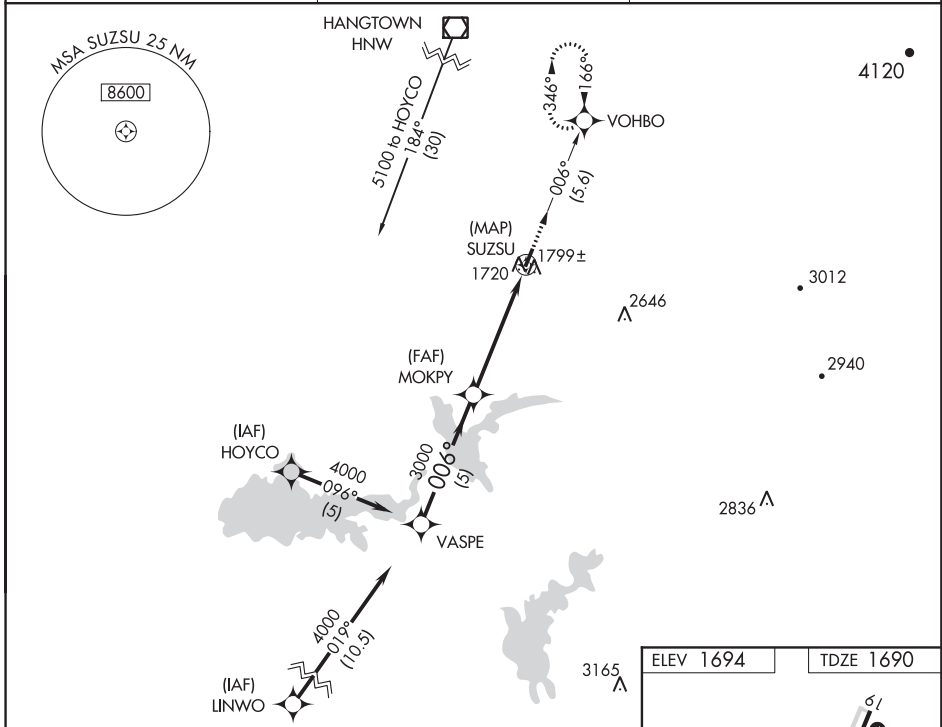 MSA SUZSU 25 NM
8600
HANGTOWN
HNW
5100 to HOYCO
184°
(30)
346°
166°
VOHBO
4120
006°
(5.6)
(MAP)
SUZSU
1720
1799±
3012
2646
2940
(FAF)
MOKPY
(IAF)
HOYCO
4000
096°
(5)
3000
006°
(5)
VASPE
2836
4000
019°
(10.5)
(IAF)
LINWO
3165
ELEV 1694
TDZE 1690
19